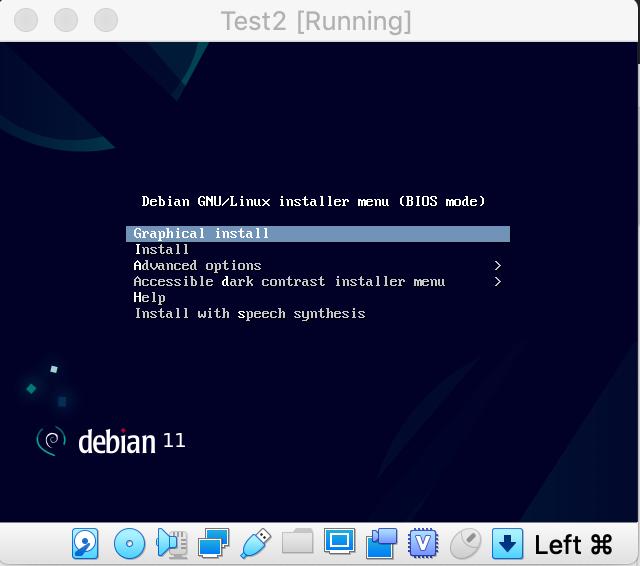 Test2 [Running]
Debian GNU/Linux installer menu (BIOS mode)
Graphical install
Install
Advanced options >
Accessible dark contrast installer menu >
Help
Install with speech synthesis
debian 11
V
Left ⌘